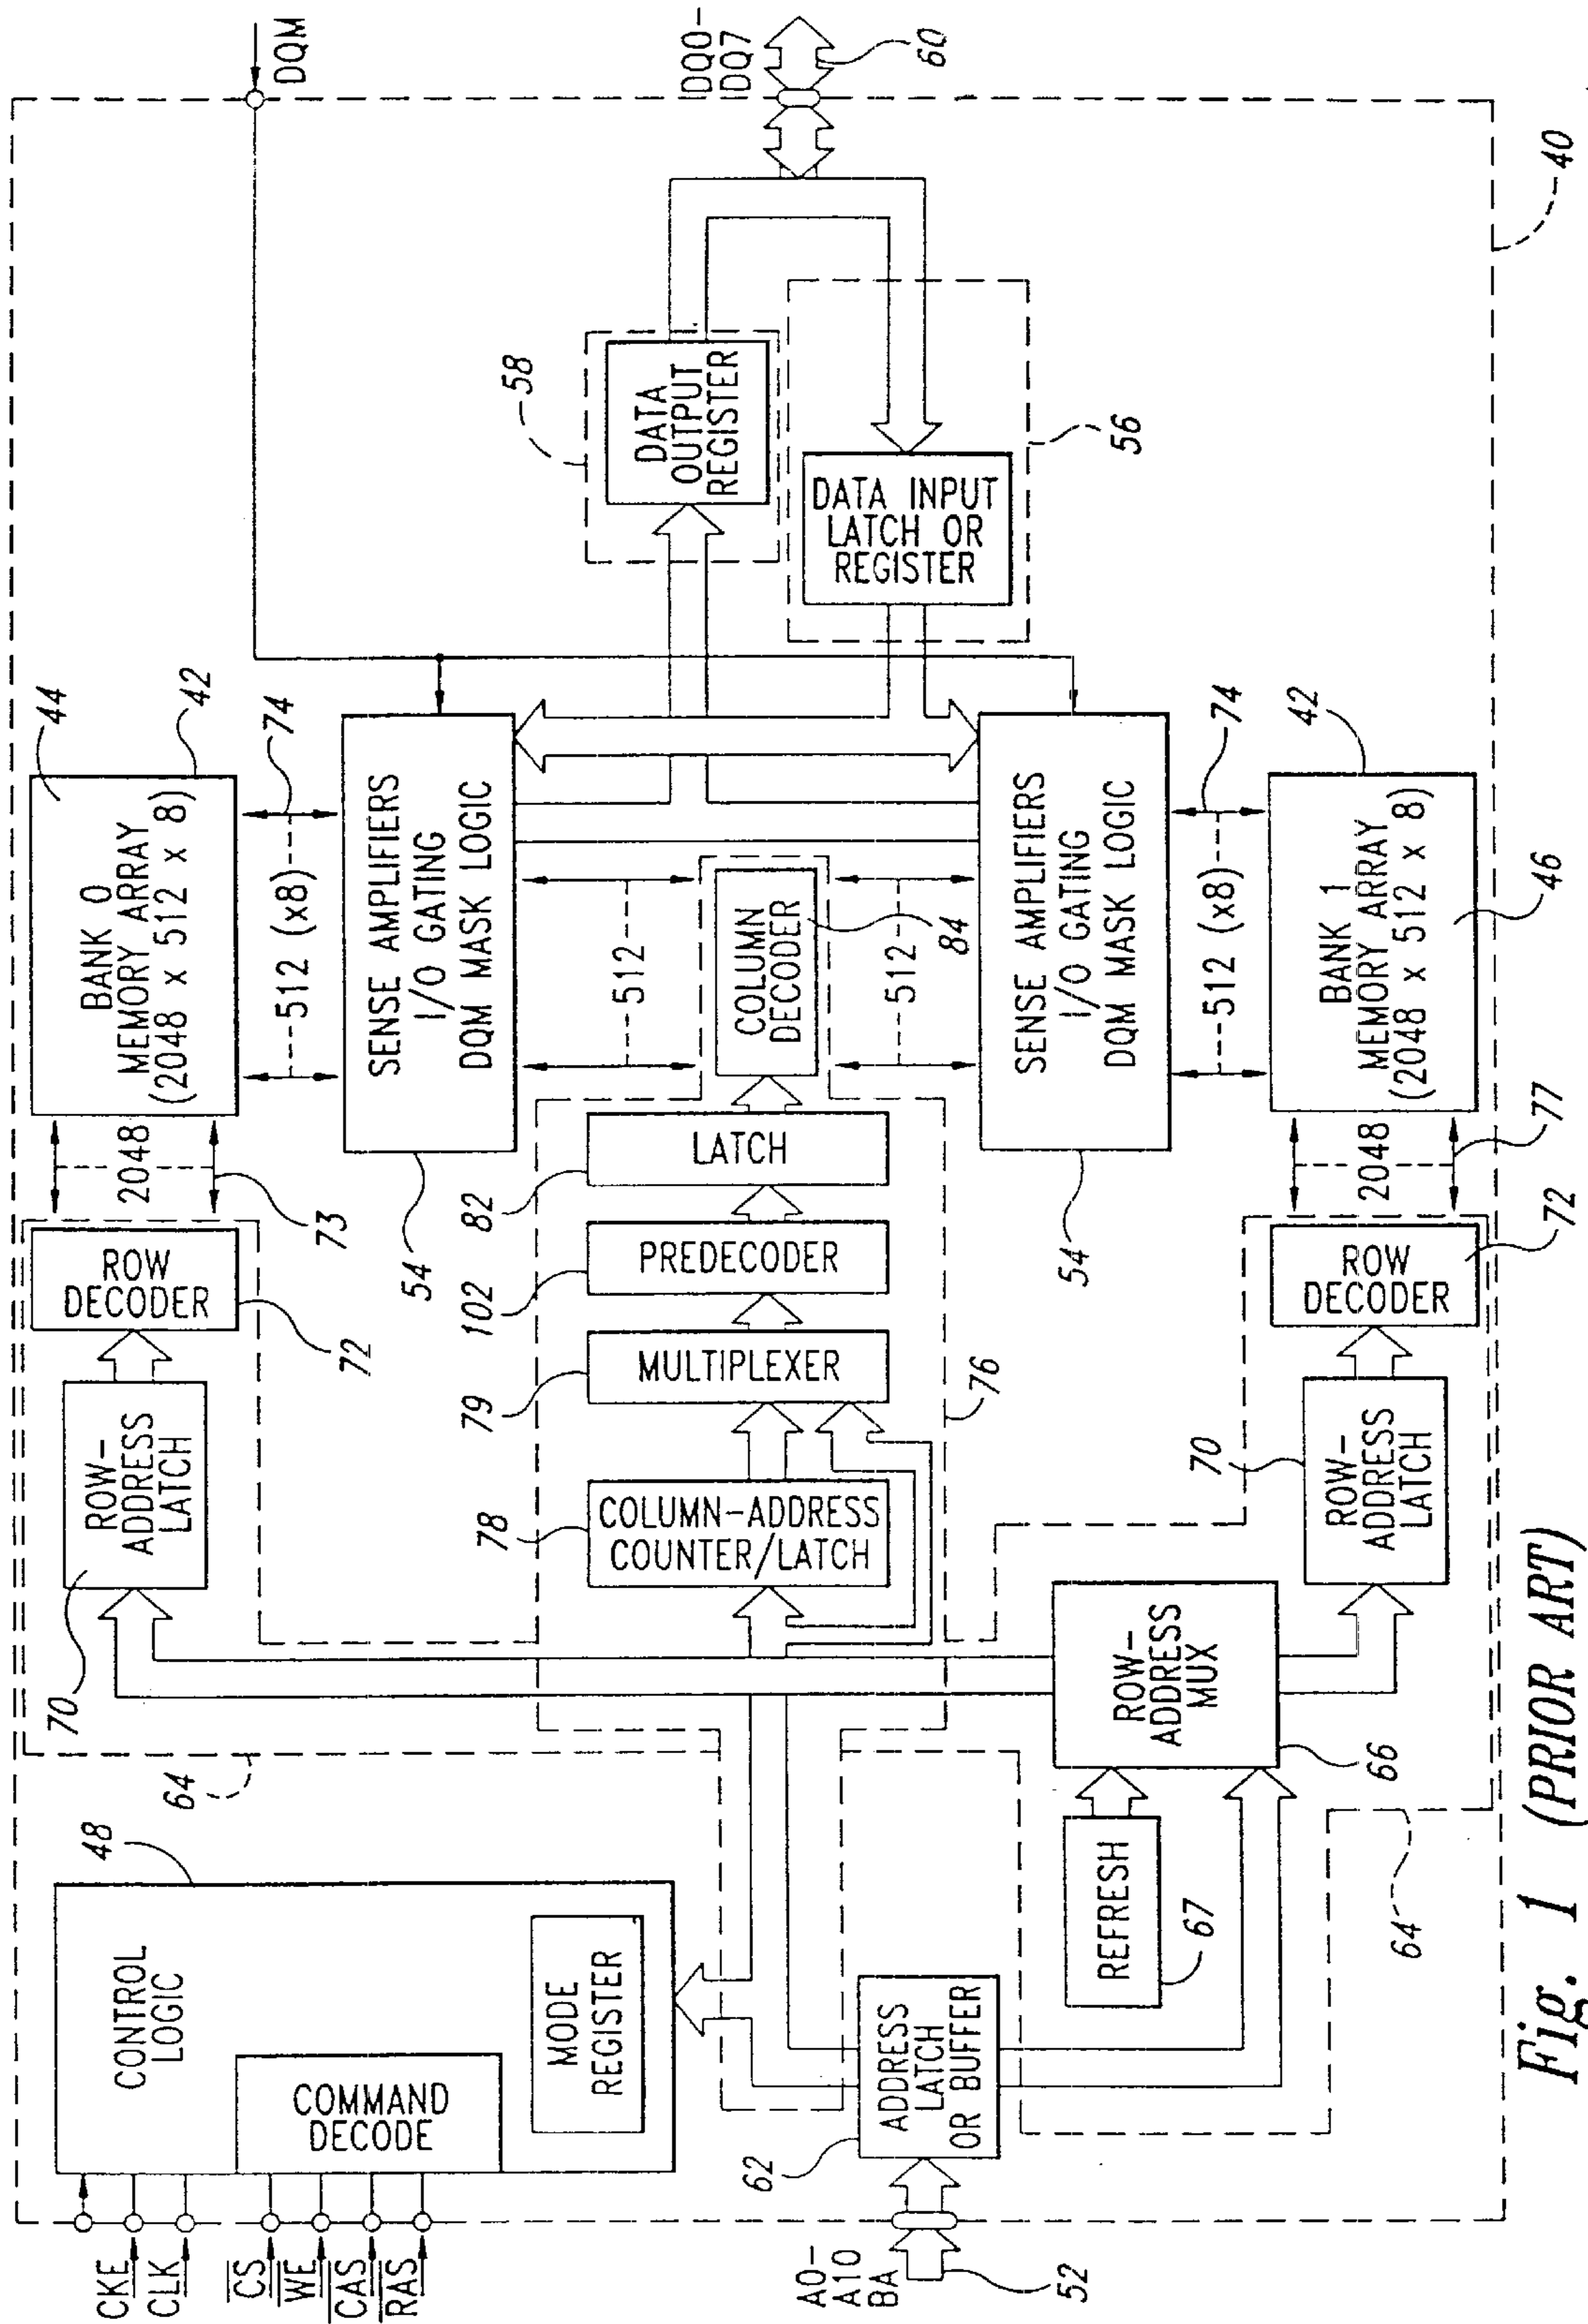 CKE
CLK
CS
WE
CAS
RAS
A0–
A10
BA
52
CONTROL
LOGIC
48
COMMAND
DECODE
MODE
REGISTER
ADDRESS
LATCH
OR BUFFER
62
REFRESH
67
ROW–
ADDRESS
MUX
66
64
64
70
ROW–
ADDRESS
LATCH
ROW
DECODER
72
2048
73
BANK 0
MEMORY ARRAY
(2048 x 512 x 8)
44
42
512 (x8)
74
SENSE AMPLIFIERS
I/O GATING
DQM MASK LOGIC
54
512
COLUMN–ADDRESS
COUNTER/LATCH
78
MULTIPLEXER
79
PREDECODER
102
LATCH
82
COLUMN
DECODER
84
76
512
SENSE AMPLIFIERS
I/O GATING
DQM MASK LOGIC
54
512 (x8)
74
ROW–
ADDRESS
LATCH
70
ROW
DECODER
72
2048
77
BANK 1
MEMORY ARRAY
(2048 x 512 x 8)
42
46
DATA
OUTPUT
REGISTER
58
DATA INPUT
LATCH OR
REGISTER
56
DQM
DQ0–
DQ7
60
40
Fig. 1 (PRIOR ART)